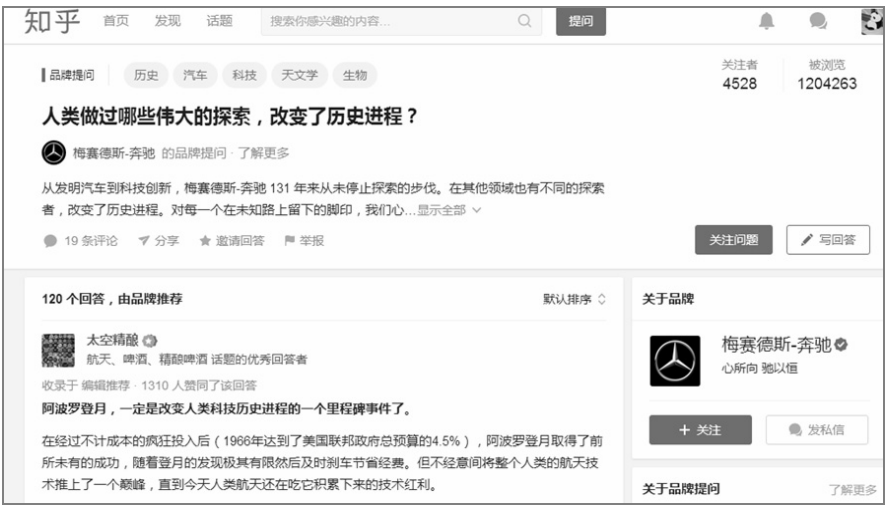 知乎 首页 发现 话题 搜索你感兴趣的内容... 提问
品牌提问 历史 汽车 科技 天文学 生物
关注者 被浏览
4528 1204263
人类做过哪些伟大的探索，改变了历史进程？
梅赛德斯-奔驰 的品牌提问 · 了解更多
从发明汽车到科技创新，梅赛德斯-奔驰 131 年来从未停止探索的步伐。在其他领域也有不同的探索
者，改变了历史进程。对每一个在未知路上留下的脚印，我们心...显示全部
19 条评论 分享 邀请回答 举报
关注问题 写回答
120 个回答，由品牌推荐 默认排序
太空精酿
航天、啤酒、精酿啤酒 话题的优秀回答者
收录于 编辑推荐 · 1310 人赞同了该回答
阿波罗登月，一定是改变人类科技历史进程的一个里程碑事件了。
在经过不计成本的疯狂投入后（1966年达到了美国联邦政府总预算的4.5%），阿波罗登月取得了前
所未有的成功，随着登月的发现极其有限然后及时刹车节省经费。但不经意间将整个人类的航天技
术推上了一个巅峰，直到今天人类航天还在吃它积累下来的技术红利。
关于品牌
梅赛德斯-奔驰
心所向 驰以恒
+ 关注 发私信
关于品牌提问 了解更多